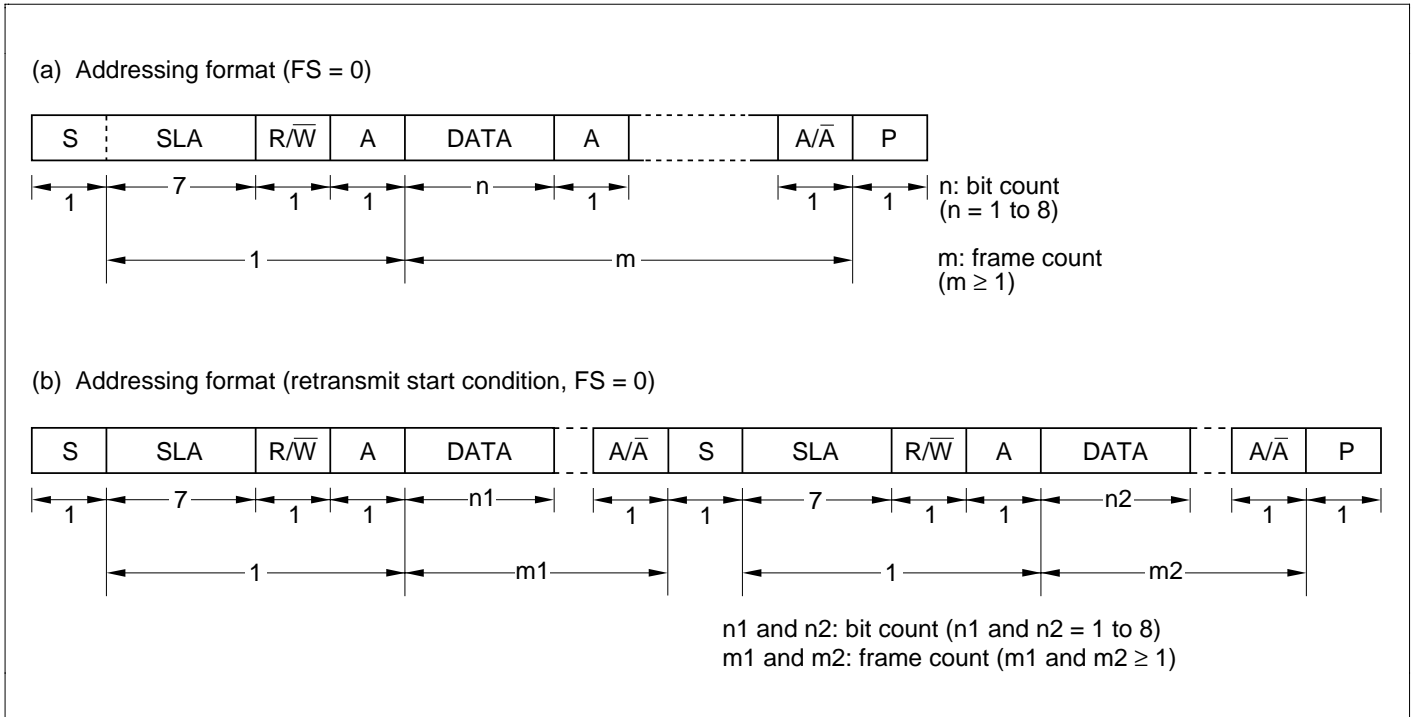 (a) Addressing format (FS = 0)
S SLA R/W̅ A DATA A A/A̅ P
1 7 1 1 n 1 1 1
n: bit count
(n = 1 to 8)
1 m
m: frame count
(m ≥ 1)
(b) Addressing format (retransmit start condition, FS = 0)
S SLA R/W̅ A DATA A/A̅ S SLA R/W̅ A DATA A/A̅ P
1 7 1 1 n1 1 1 7 1 1 n2 1 1
1 m1 1 m2
n1 and n2: bit count (n1 and n2 = 1 to 8)
m1 and m2: frame count (m1 and m2 ≥ 1)